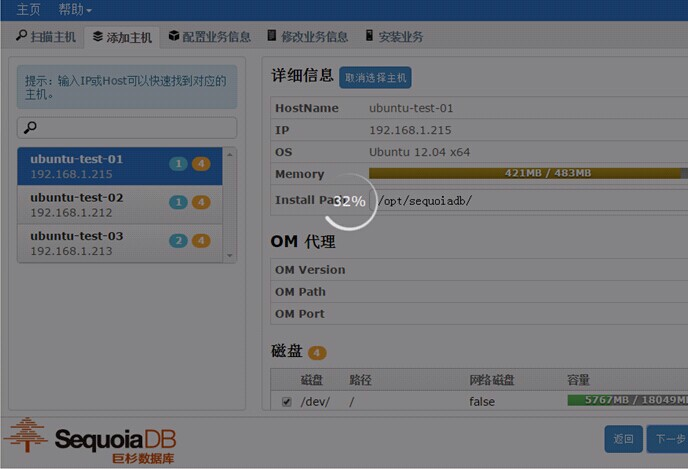 主页 帮助
扫描主机 添加主机 配置业务信息 修改业务信息 安装业务
提示：输入IP或Host可以快速找到对应的
主机。
ubuntu-test-01 1 4
192.168.1.215
ubuntu-test-02 1 4
192.168.1.212
ubuntu-test-03 2 4
192.168.1.213
详细信息 取消选择主机
HostName ubuntu-test-01
IP 192.168.1.215
OS Ubuntu 12.04 x64
Memory 421MB / 483MB
32%
Install Pa /opt/sequoiadb/
OM 代理
OM Version
OM Path
OM Port
磁盘 4
磁盘 路径 网络磁盘 容量
/dev/ / false 5767MB / 18049M
SequoiaDB
巨杉数据库
返回 下一步